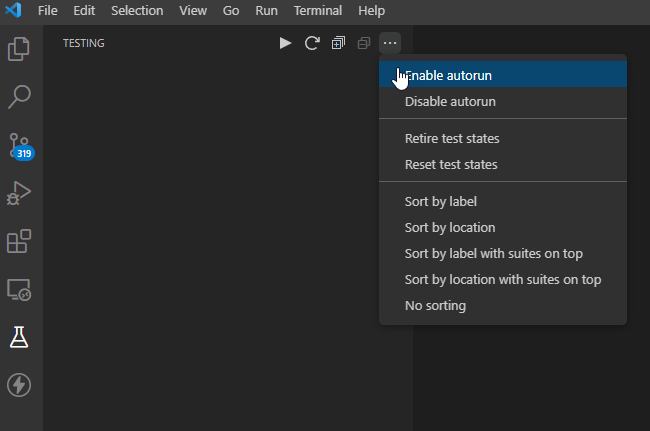 File Edit Selection View Go Run Terminal Help
TESTING
Enable autorun
Disable autorun
319
Retire test states
Reset test states
Sort by label
Sort by location
Sort by label with suites on top
Sort by location with suites on top
No sorting